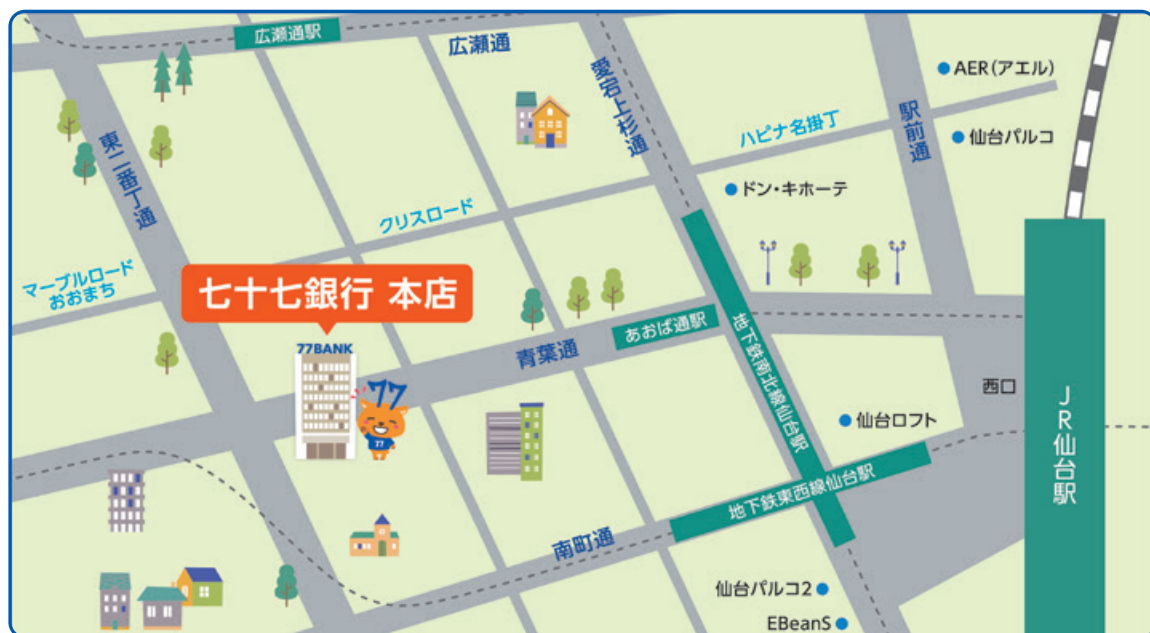 広瀬通駅
広瀬通
愛宕上杉通
駅前通
AER(アエル)
ハピナ名掛丁
仙台パルコ
ドン・キホーテ
東二番丁通
クリスロード
マーブルロード
おおまち
七十七銀行 本店
77BANK
77
77
青葉通
あおば通駅
地下鉄南北線仙台駅
西口
JR仙台駅
仙台ロフト
地下鉄東西線仙台駅
南町通
仙台パルコ2
EBeanS